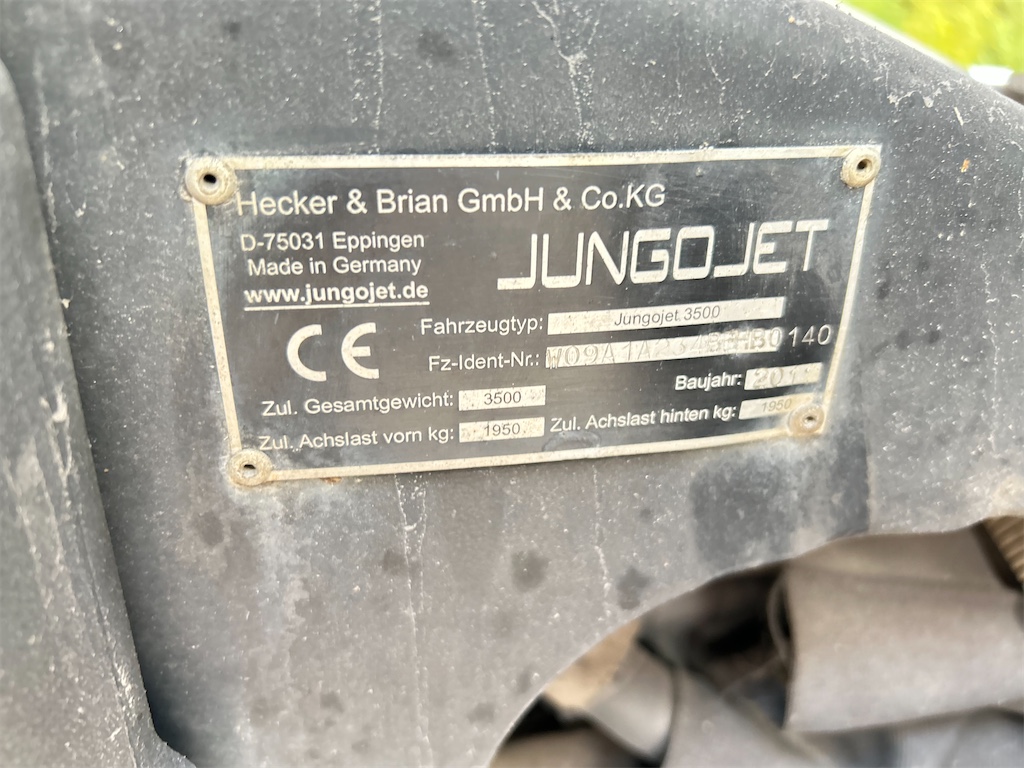 Hecker & Brian GmbH & Co.KG
D-75031 Eppingen
Made in Germany
www.jungojet.de
JUNGOJET
CE
Fahrzeugtyp: Jungojet 3500
Fz-Ident-Nr.:
Baujahr:
Zul. Gesamtgewicht: 3500
Zul. Achslast vorn kg: 1950
Zul. Achslast hinten kg: 1950